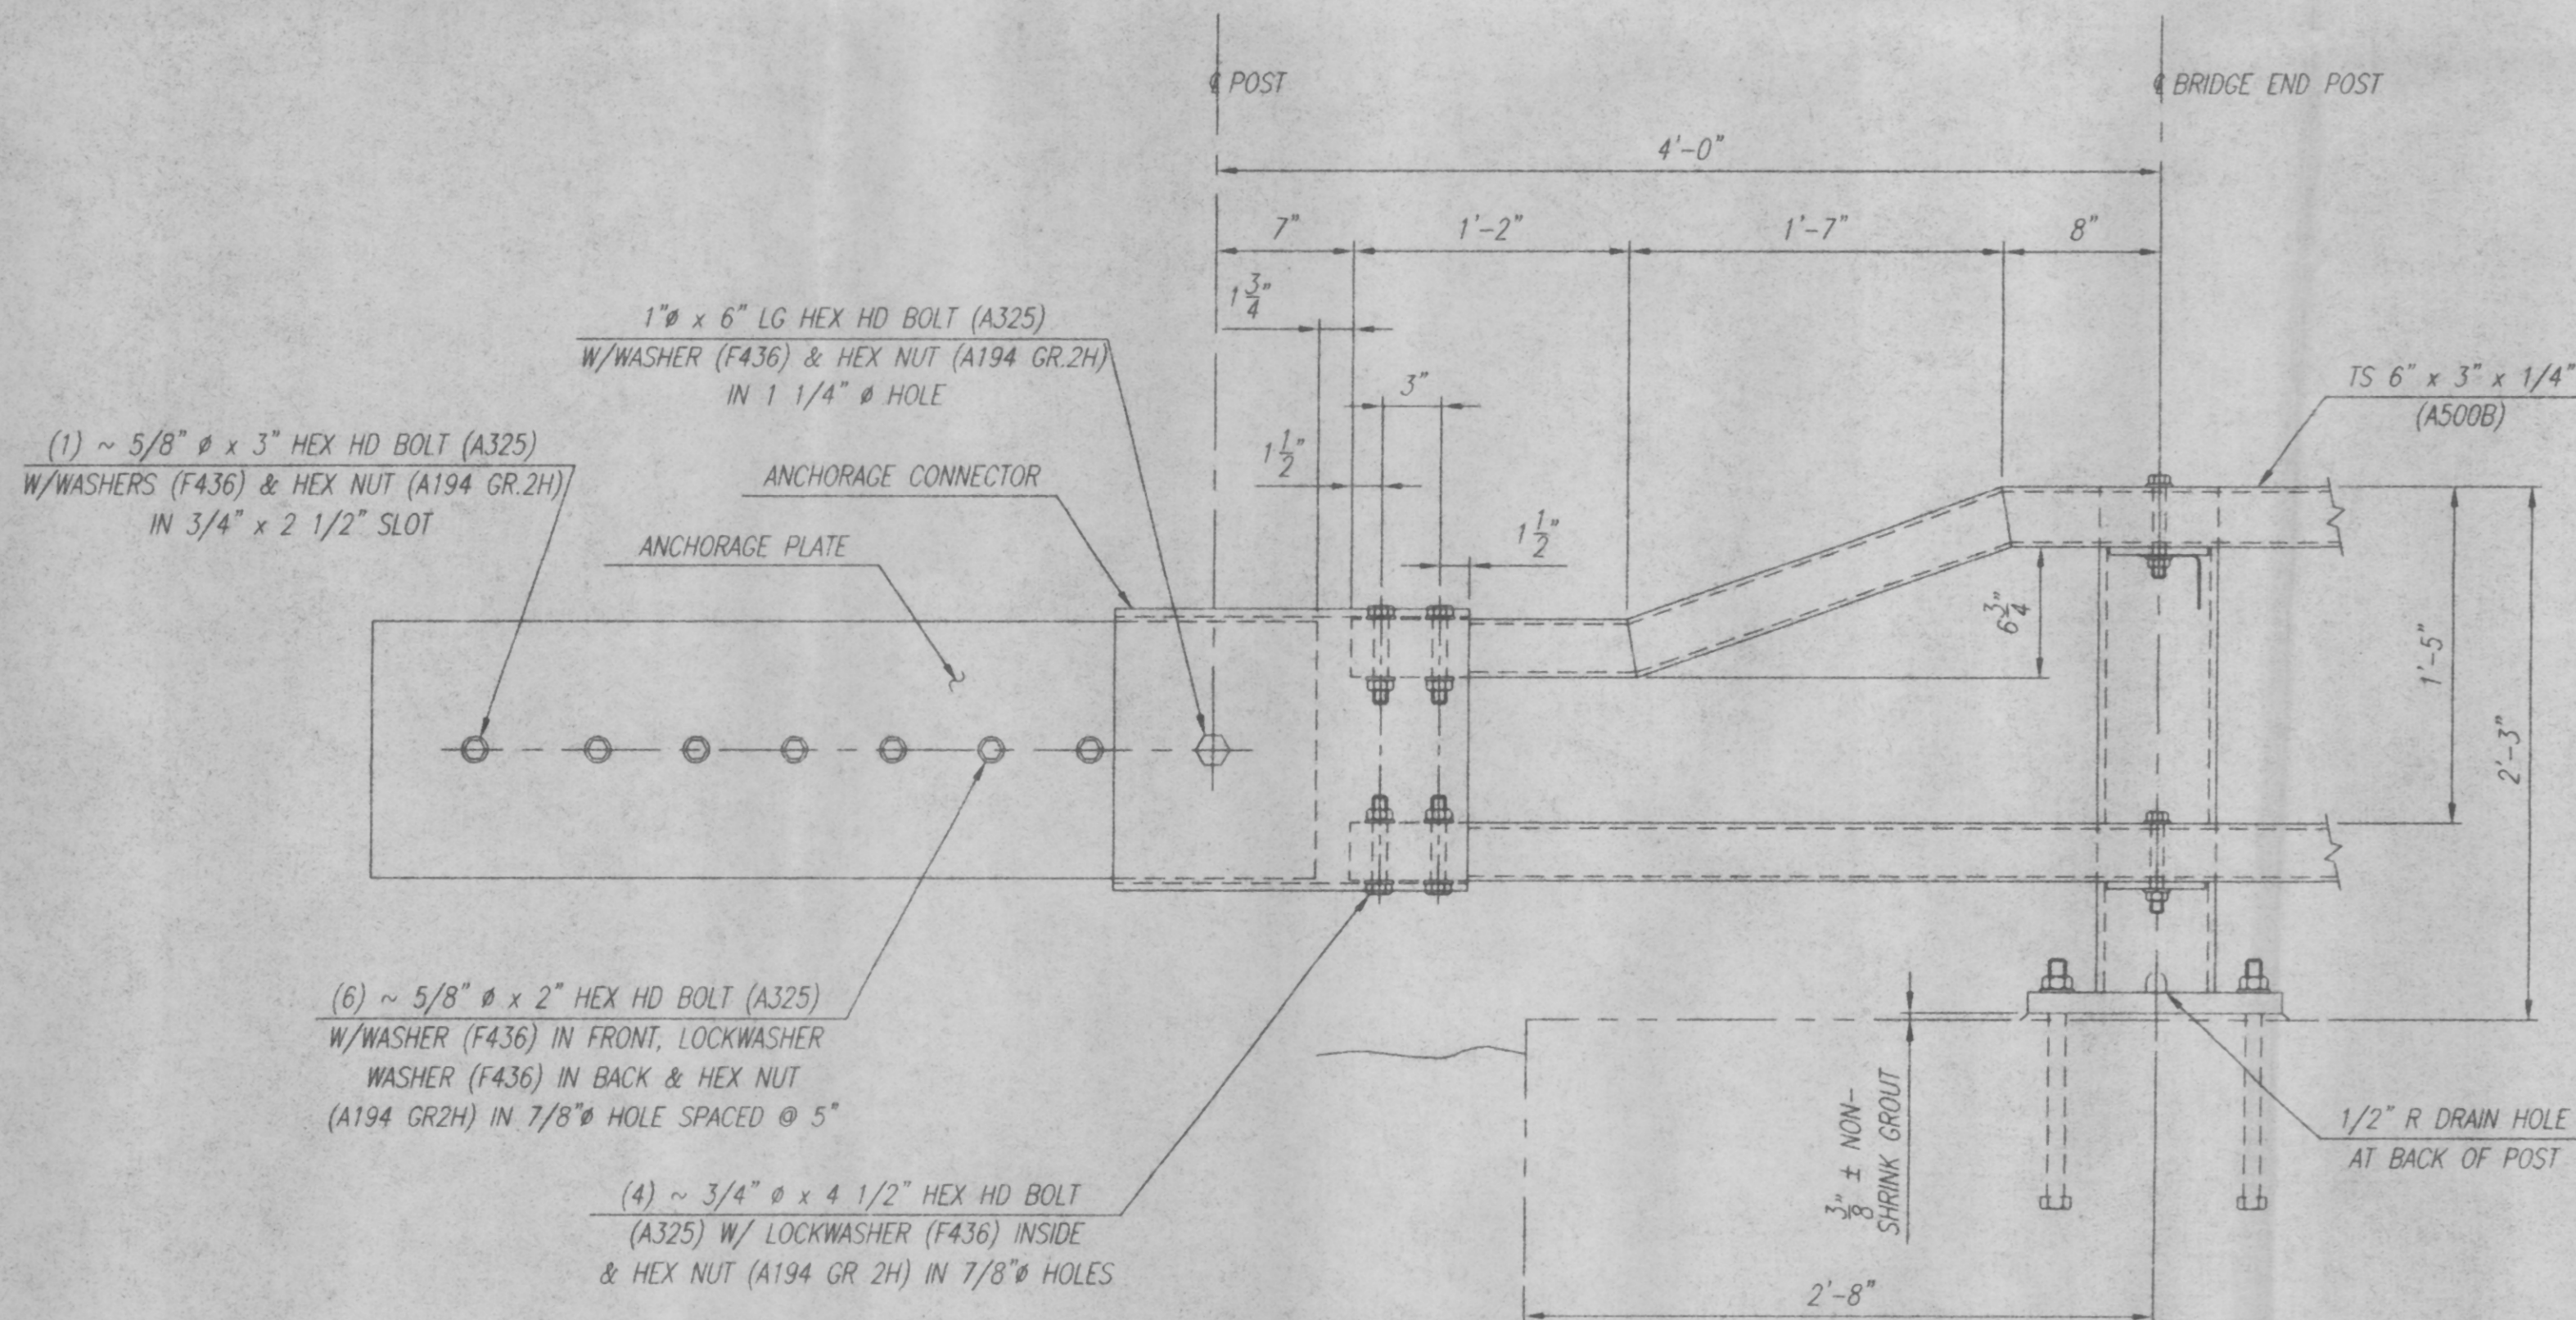 ℄ POST
℄ BRIDGE END POST
4'-0"
7"
1'-2"
1'-7"
8"
1 3/4"
1"ø x 6" LG HEX HD BOLT (A325)
W/WASHER (F436) & HEX NUT (A194 GR.2H)
IN 1 1/4" ø HOLE
3"
TS 6" x 3" x 1/4"
(A500B)
(1) ~ 5/8" ø x 3" HEX HD BOLT (A325)
W/WASHERS (F436) & HEX NUT (A194 GR.2H)
IN 3/4" x 2 1/2" SLOT
1 1/2"
ANCHORAGE CONNECTOR
1 1/2"
ANCHORAGE PLATE
6 3/4"
1'-5"
2'-3"
(6) ~ 5/8" ø x 2" HEX HD BOLT (A325)
W/WASHER (F436) IN FRONT, LOCKWASHER
WASHER (F436) IN BACK & HEX NUT
(A194 GR2H) IN 7/8"ø HOLE SPACED @ 5"
3/8" ± NON-
SHRINK GROUT
1/2" R DRAIN HOLE
AT BACK OF POST
(4) ~ 3/4" ø x 4 1/2" HEX HD BOLT
(A325) W/ LOCKWASHER (F436) INSIDE
& HEX NUT (A194 GR 2H) IN 7/8"ø HOLES
2'-8"